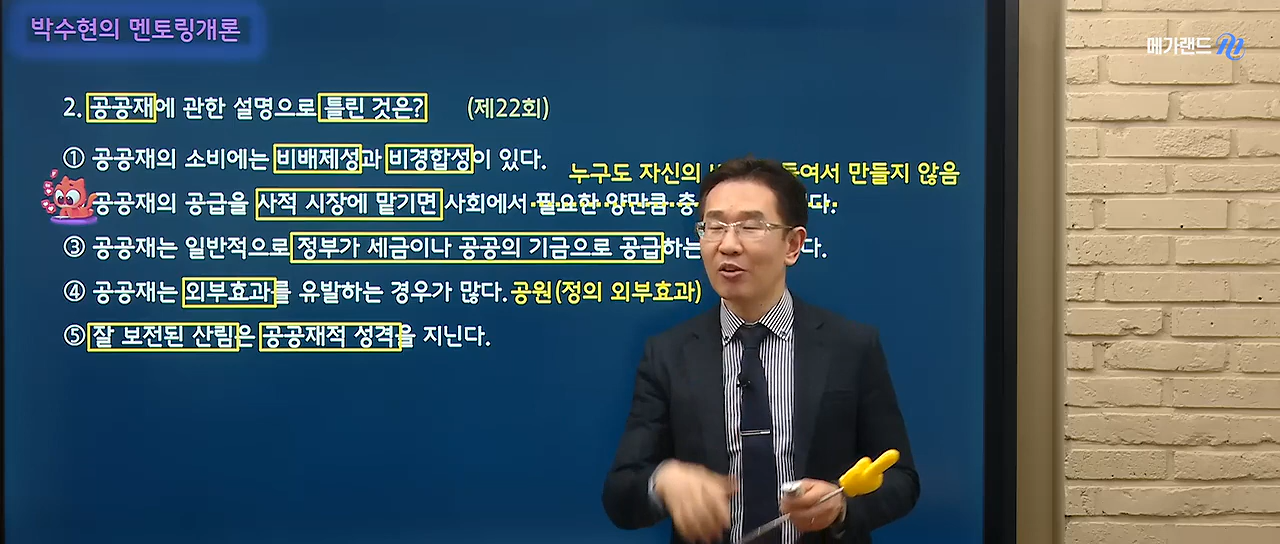 박수현의 멘토링개론
메가랜드
2. 공공재에 관한 설명으로 틀린 것은? (제22회)
① 공공재의 소비에는 비배제성과 비경합성이 있다.
누구도 자신의 들여서 만들지 않음
공공재의 공급을 사적 시장에 맡기면 사회에서 필요한 양만큼 충
③ 공공재는 일반적으로 정부가 세금이나 공공의 기금으로 공급하는 다.
④ 공공재는 외부효과를 유발하는 경우가 많다. 공원(정의 외부효과)
⑤ 잘 보전된 산림은 공공재적 성격을 지닌다.